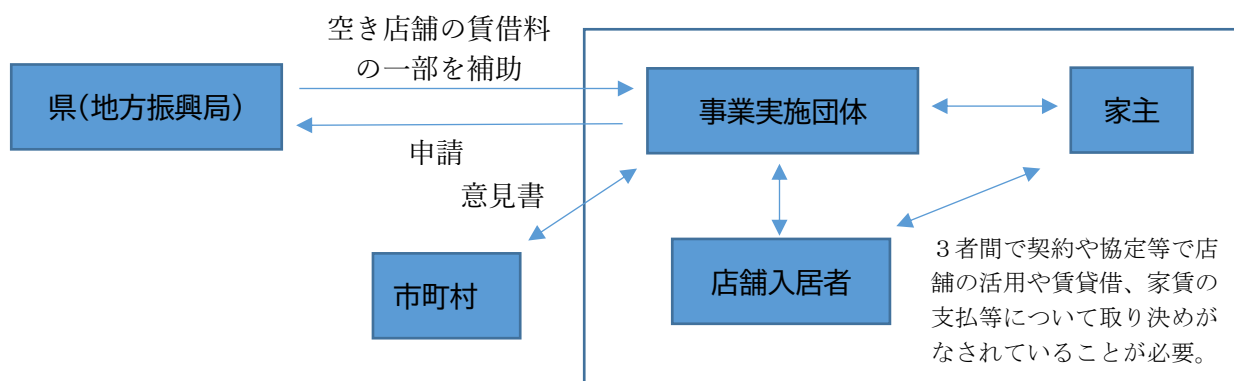 空き店舗の賃借料
の一部を補助
県(地方振興局)
事業実施団体
家主
申請
意見書
市町村
店舗入居者
３者間で契約や協定等で店
舗の活用や賃貸借、家賃の
支払等について取り決めが
なされていることが必要。